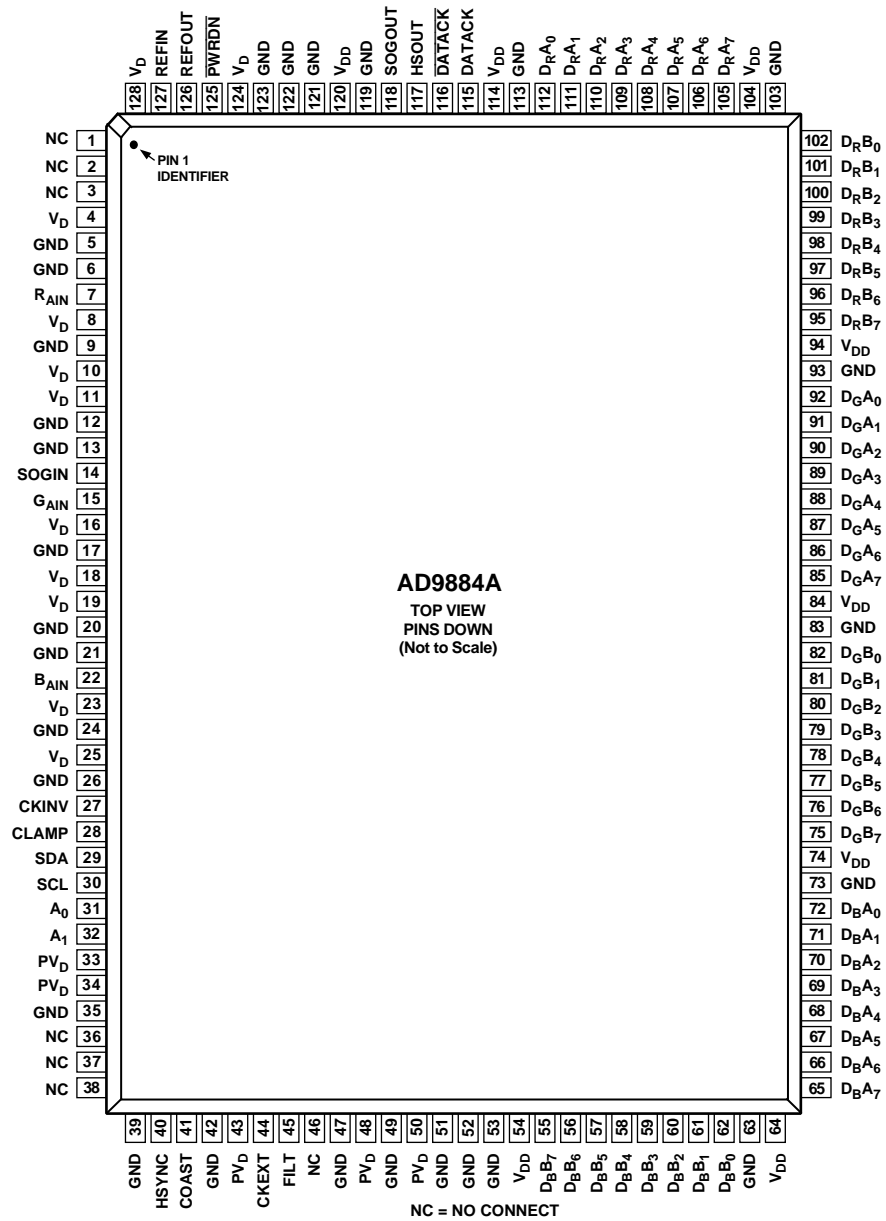 128 V_D
127 REFIN
126 REFOUT
125 P̅W̅R̅D̅N̅
124 V_D
123 GND
122 GND
121 GND
120 V_DD
119 GND
118 SOGOUT
117 HSOUT
116 D̅A̅T̅A̅C̅K̅
115 DATACK
114 V_DD
113 GND
112 D_RA_0
111 D_RA_1
110 D_RA_2
109 D_RA_3
108 D_RA_4
107 D_RA_5
106 D_RA_6
105 D_RA_7
104 V_DD
103 GND
NC 1
NC 2
NC 3
V_D 4
GND 5
GND 6
R_AIN 7
V_D 8
GND 9
V_D 10
V_D 11
GND 12
GND 13
SOGIN 14
G_AIN 15
V_D 16
GND 17
V_D 18
V_D 19
GND 20
GND 21
B_AIN 22
V_D 23
GND 24
V_D 25
GND 26
CKINV 27
CLAMP 28
SDA 29
SCL 30
A_0 31
A_1 32
PV_D 33
PV_D 34
GND 35
NC 36
NC 37
NC 38
PIN 1
IDENTIFIER
AD9884A
TOP VIEW
PINS DOWN
(Not to Scale)
102 D_RB_0
101 D_RB_1
100 D_RB_2
99 D_RB_3
98 D_RB_4
97 D_RB_5
96 D_RB_6
95 D_RB_7
94 V_DD
93 GND
92 D_GA_0
91 D_GA_1
90 D_GA_2
89 D_GA_3
88 D_GA_4
87 D_GA_5
86 D_GA_6
85 D_GA_7
84 V_DD
83 GND
82 D_GB_0
81 D_GB_1
80 D_GB_2
79 D_GB_3
78 D_GB_4
77 D_GB_5
76 D_GB_6
75 D_GB_7
74 V_DD
73 GND
72 D_BA_0
71 D_BA_1
70 D_BA_2
69 D_BA_3
68 D_BA_4
67 D_BA_5
66 D_BA_6
65 D_BA_7
GND 39
HSYNC 40
COAST 41
GND 42
PV_D 43
CKEXT 44
FILT 45
NC 46
GND 47
PV_D 48
GND 49
PV_D 50
GND 51
GND 52
GND 53
V_DD 54
D_BB_7 55
D_BB_6 56
D_BB_5 57
D_BB_4 58
D_BB_3 59
D_BB_2 60
D_BB_1 61
D_BB_0 62
GND 63
V_DD 64
NC = NO CONNECT